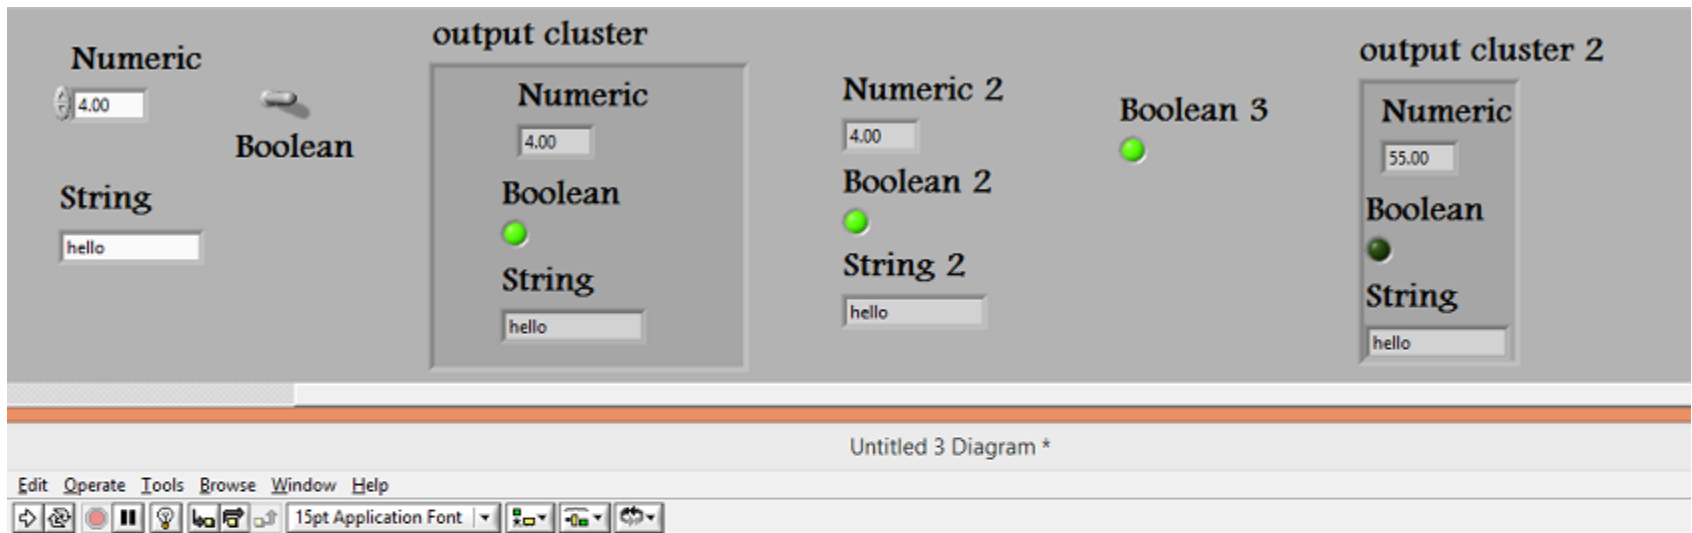 Numeric
4.00
Boolean
String
hello
output cluster
Numeric
4.00
Boolean
String
hello
Numeric 2
4.00
Boolean 2
String 2
hello
Boolean 3
output cluster 2
Numeric
55.00
Boolean
String
hello
Untitled 3 Diagram *
Edit Operate Tools Browse Window Help
15pt Application Font